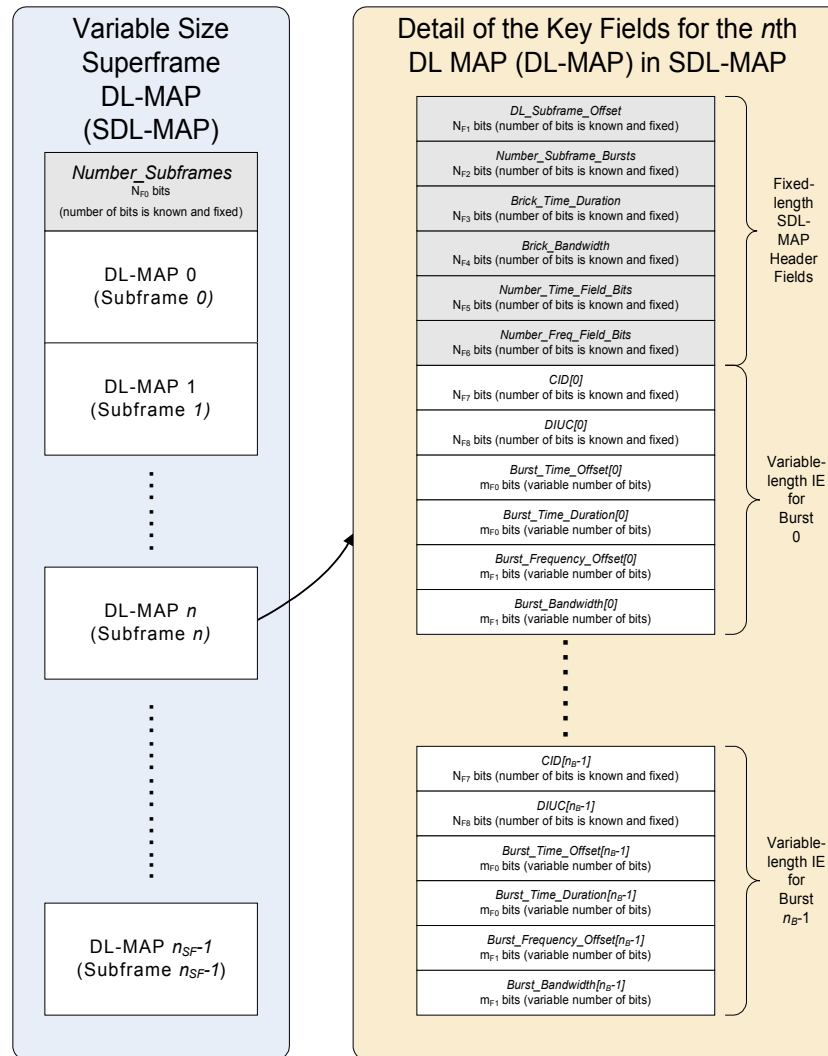 Variable Size
Superframe
DL-MAP
(SDL-MAP)
Number_Subframes
NF0 bits
(number of bits is known and fixed)
DL-MAP 0
(Subframe 0)
DL-MAP 1
(Subframe 1)
DL-MAP n
(Subframe n)
DL-MAP nSF-1
(Subframe nSF-1)
Detail of the Key Fields for the nth
DL MAP (DL-MAP) in SDL-MAP
DL_Subframe_Offset
NF1 bits (number of bits is known and fixed)
Number_Subframe_Bursts
NF2 bits (number of bits is known and fixed)
Brick_Time_Duration
NF3 bits (number of bits is known and fixed)
Brick_Bandwidth
NF4 bits (number of bits is known and fixed)
Number_Time_Field_Bits
NF5 bits (number of bits is known and fixed)
Number_Freq_Field_Bits
NF6 bits (number of bits is known and fixed)
Fixed-
length
SDL-
MAP
Header
Fields
CID[0]
NF7 bits (number of bits is known and fixed)
DIUC[0]
NF8 bits (number of bits is known and fixed)
Burst_Time_Offset[0]
mF0 bits (variable number of bits)
Burst_Time_Duration[0]
mF0 bits (variable number of bits)
Burst_Frequency_Offset[0]
mF1 bits (variable number of bits)
Burst_Bandwidth[0]
mF1 bits (variable number of bits)
Variable-
length IE
for
Burst
0
CID[nB-1]
NF7 bits (number of bits is known and fixed)
DIUC[nB-1]
NF8 bits (number of bits is known and fixed)
Burst_Time_Offset[nB-1]
mF0 bits (variable number of bits)
Burst_Time_Duration[nB-1]
mF0 bits (variable number of bits)
Burst_Frequency_Offset[nB-1]
mF1 bits (variable number of bits)
Burst_Bandwidth[nB-1]
mF1 bits (variable number of bits)
Variable-
length IE
for
Burst
nB-1